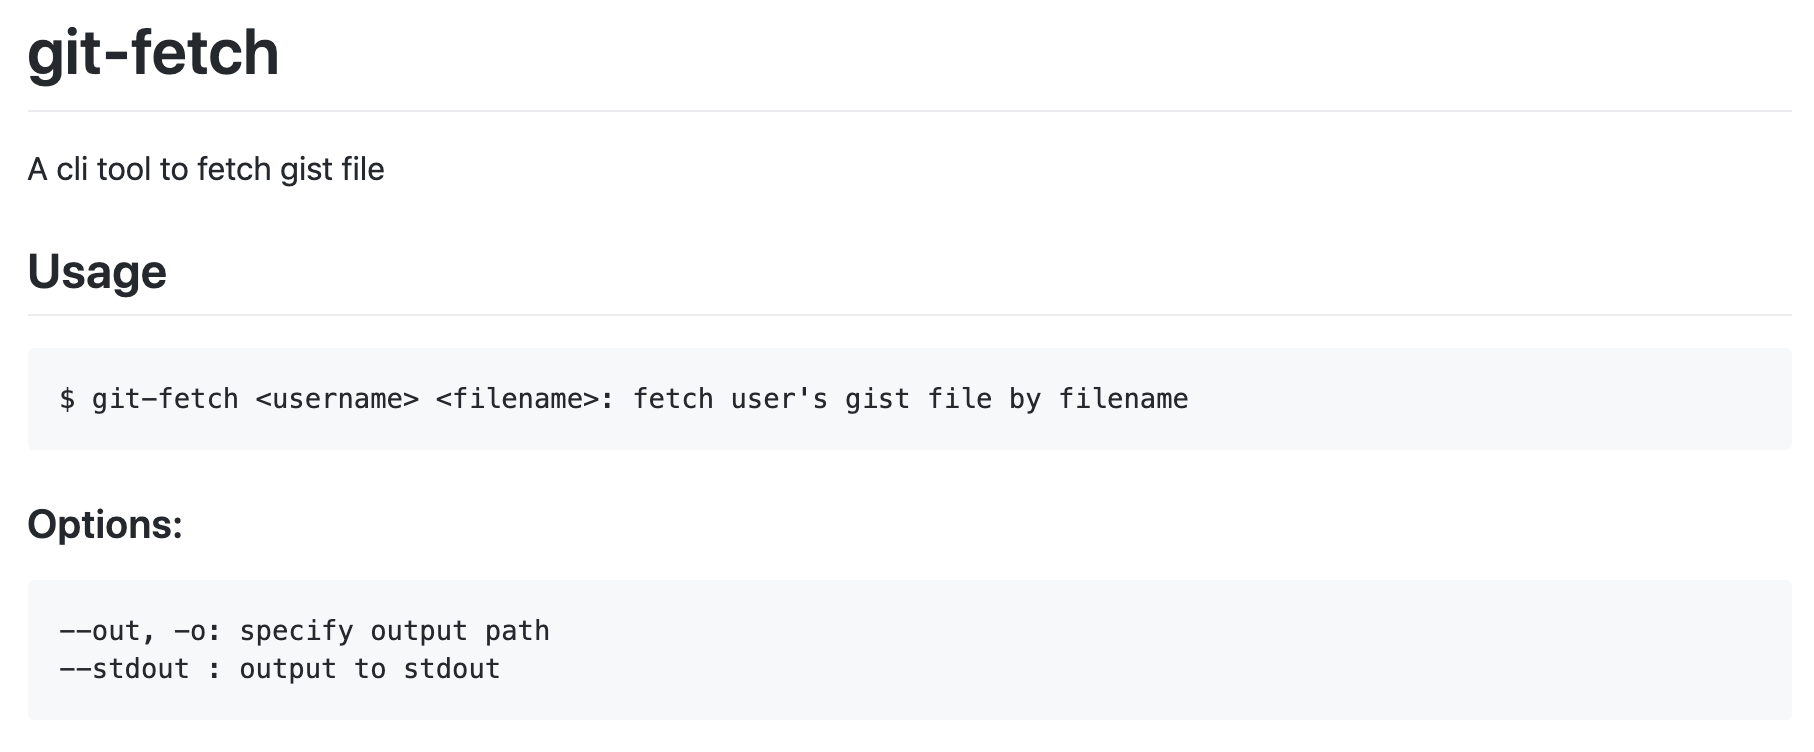 git-fetch
A cli tool to fetch gist file
Usage
$ git-fetch <username> <filename>: fetch user's gist file by filename
Options:
--out, -o: specify output path
--stdout : output to stdout